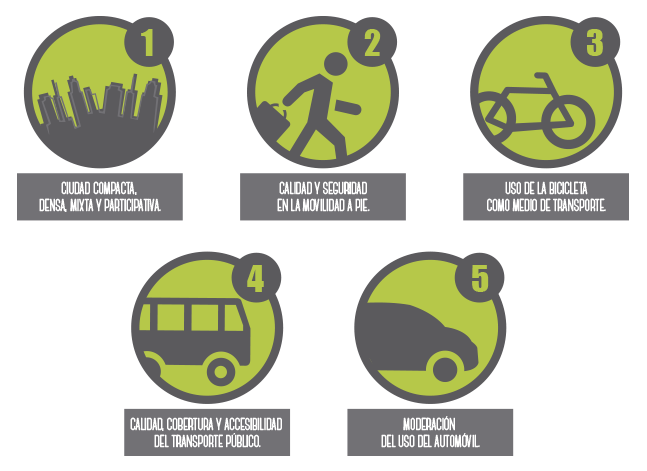 1
CIUDAD COMPACTA,
DENSA, MIXTA Y PARTICIPATIVA.
2
CALIDAD Y SEGURIDAD
EN LA MOVILIDAD A PIE.
3
USO DE LA BICICLETA
COMO MEDIO DE TRANSPORTE.
4
CALIDAD, COBERTURA Y ACCESIBILIDAD
DEL TRANSPORTE PÚBLICO.
5
MODERACIÓN
DEL USO DEL AUTOMÓVIL.